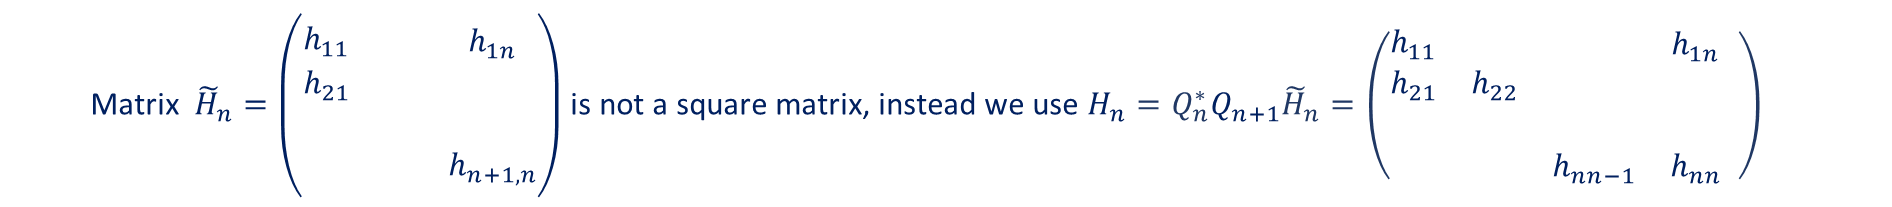 Matrix H̃ₙ = ( h₁₁ h₁ₙ h₂₁ hₙ₊₁,ₙ ) is not a square matrix, instead we use Hₙ = Qₙ*Qₙ₊₁H̃ₙ = ( h₁₁ h₁ₙ h₂₁ h₂₂ hₙₙ₋₁ hₙₙ )